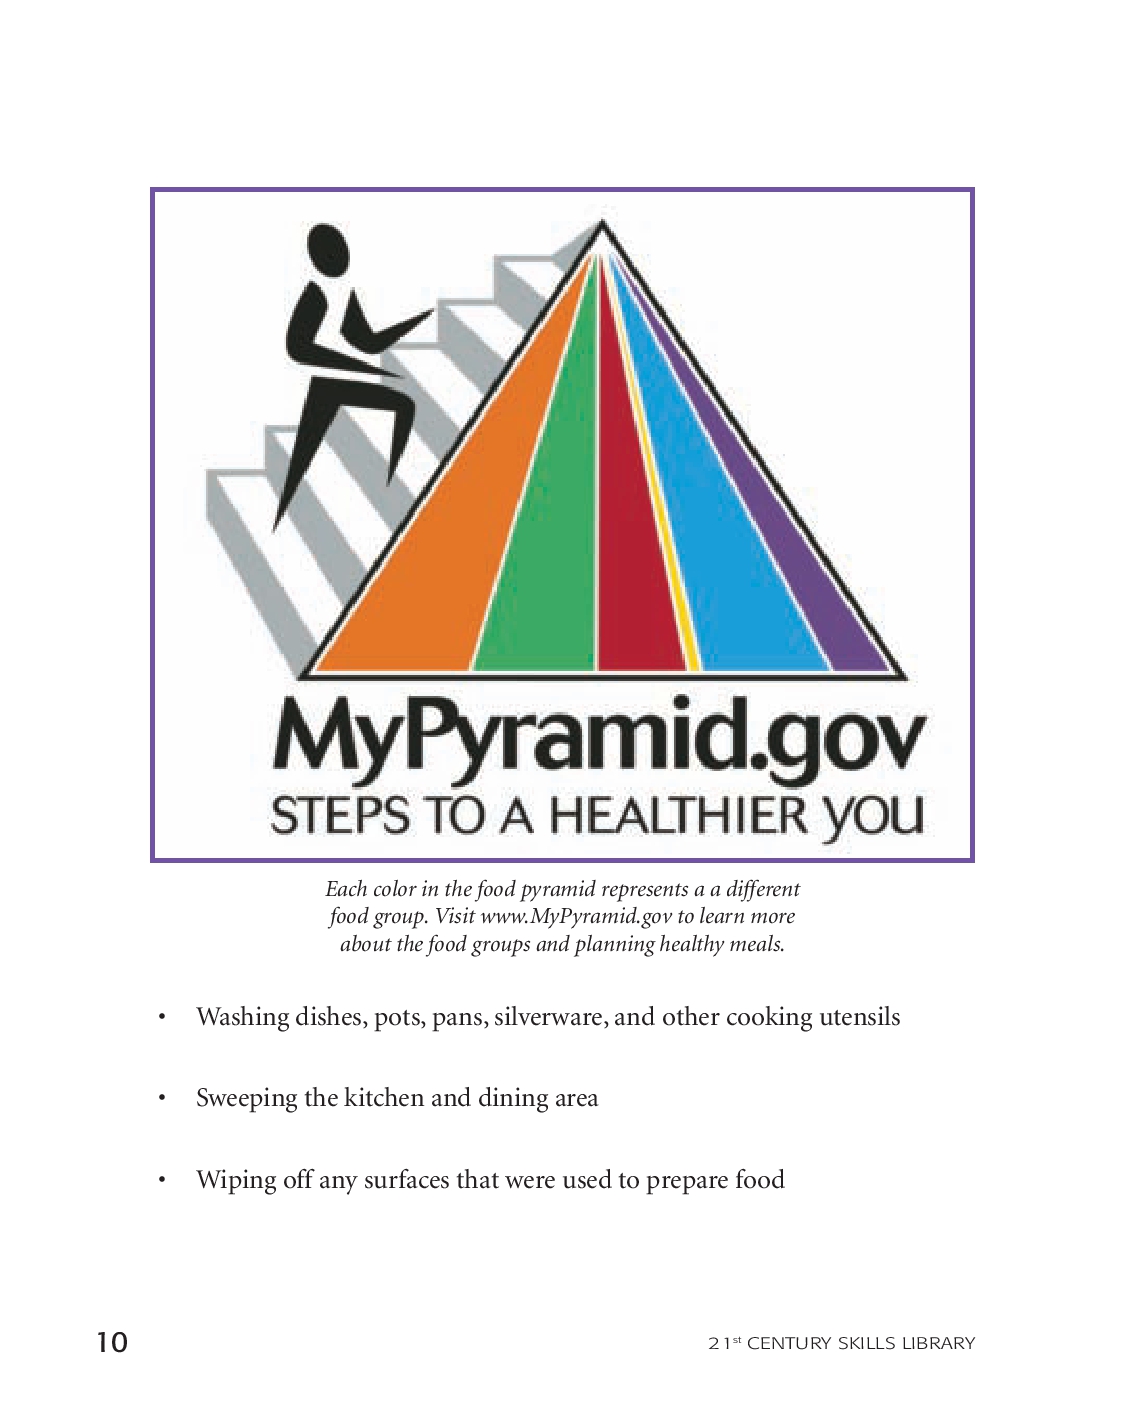 MyPyramid.gov
STEPS TO A HEALTHIER YOU
Each color in the food pyramid represents a a different
food group. Visit www.MyPyramid.gov to learn more
about the food groups and planning healthy meals.
• Washing dishes, pots, pans, silverware, and other cooking utensils
• Sweeping the kitchen and dining area
• Wiping off any surfaces that were used to prepare food
10
21st CENTURY SKILLS LIBRARY